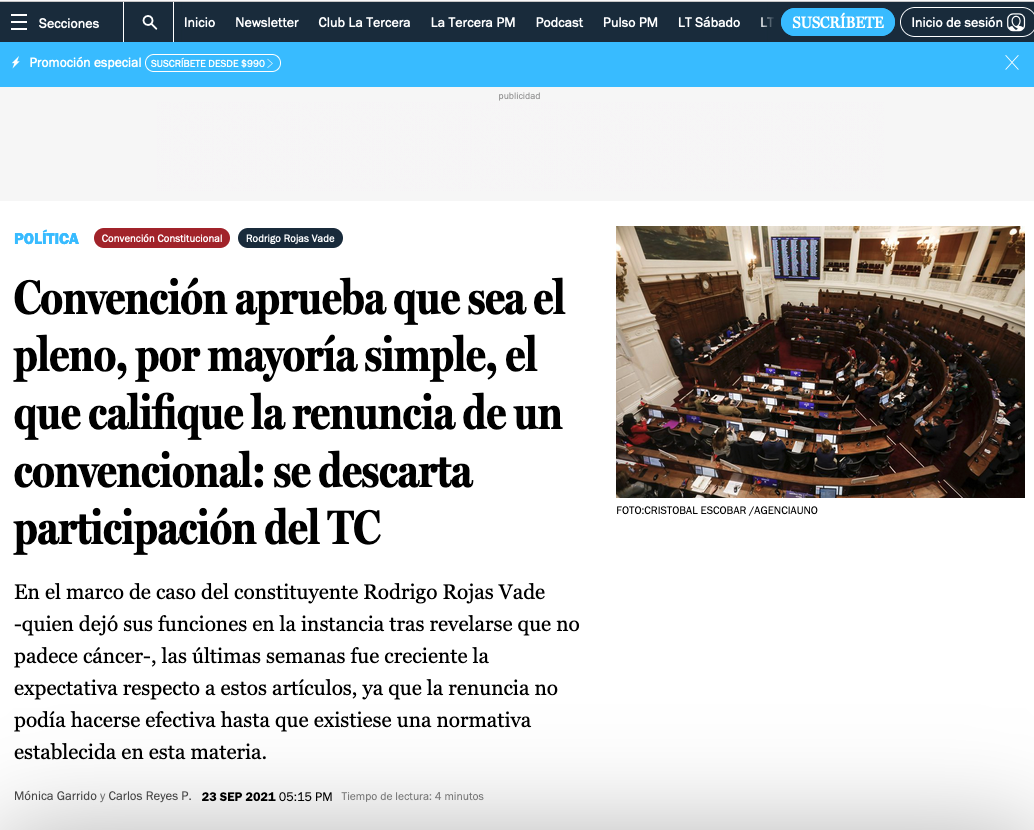 Secciones
Inicio Newsletter Club La Tercera La Tercera PM Podcast Pulso PM LT Sábado LT
SUSCRÍBETE
Inicio de sesión
Promoción especial SUSCRÍBETE DESDE $990
publicidad
POLÍTICA Convención Constitucional Rodrigo Rojas Vade
Convención aprueba que sea el
pleno, por mayoría simple, el
que califique la renuncia de un
convencional: se descarta
participación del TC
FOTO:CRISTOBAL ESCOBAR /AGENCIAUNO
En el marco de caso del constituyente Rodrigo Rojas Vade
-quien dejó sus funciones en la instancia tras revelarse que no
padece cáncer-, las últimas semanas fue creciente la
expectativa respecto a estos artículos, ya que la renuncia no
podía hacerse efectiva hasta que existiese una normativa
establecida en esta materia.
Mónica Garrido y Carlos Reyes P. 23 SEP 2021 05:15 PM Tiempo de lectura: 4 minutos